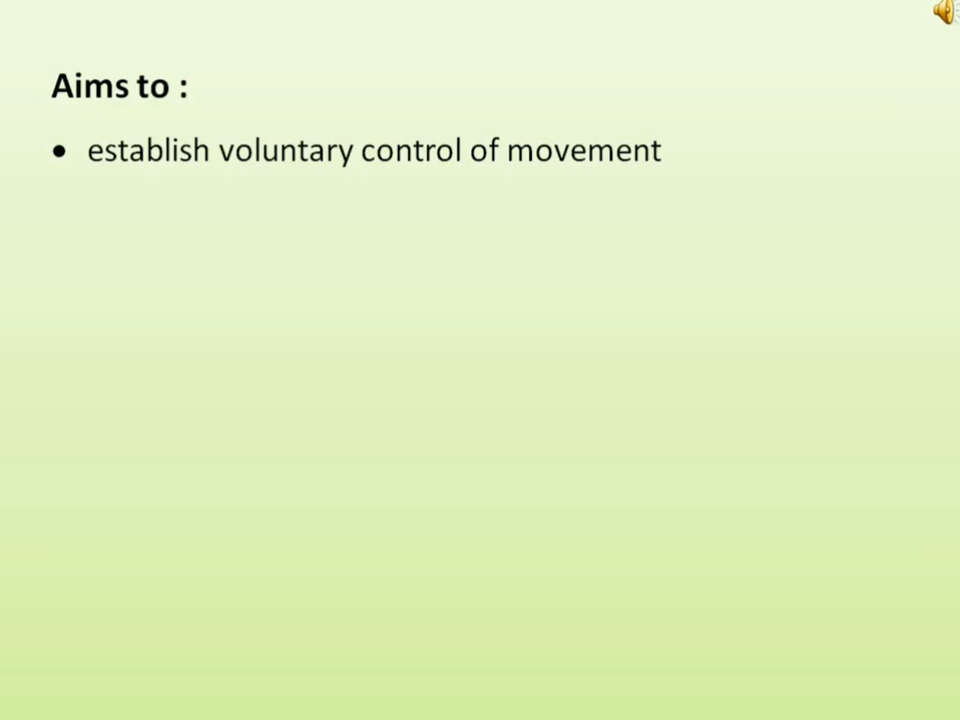 Aims to :
• establish voluntary control of movement